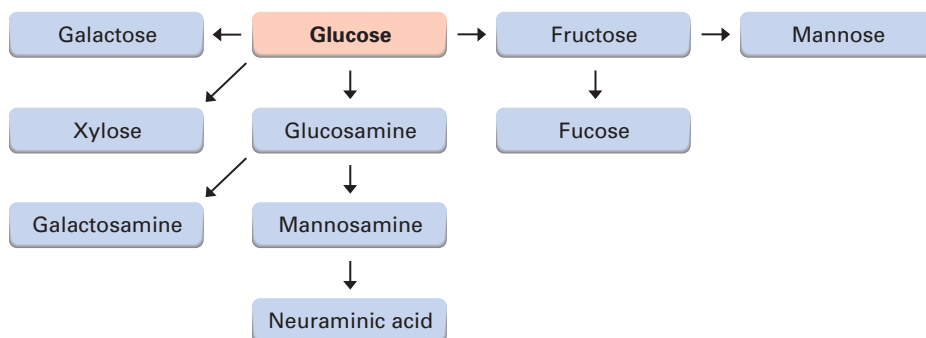 Galactose
Glucose
Fructose
Mannose
Xylose
Glucosamine
Fucose
Galactosamine
Mannosamine
Neuraminic acid